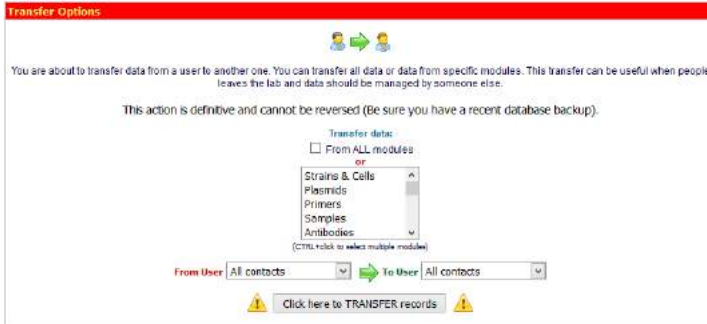 Transfer Options
You are about to transfer data from a user to another one. You can transfer all data or data from specific modules. This transfer can be useful when people
leaves the lab and data should be managed by someone else.
This action is definitive and cannot be reversed (Be sure you have a recent database backup).
Transfer data:
From ALL modules
or
Strains & Cells
Plasmids
Primers
Samples
Antibodies
(CTRL+click to select multiple modules)
From User All contacts To User All contacts
Click here to TRANSFER records